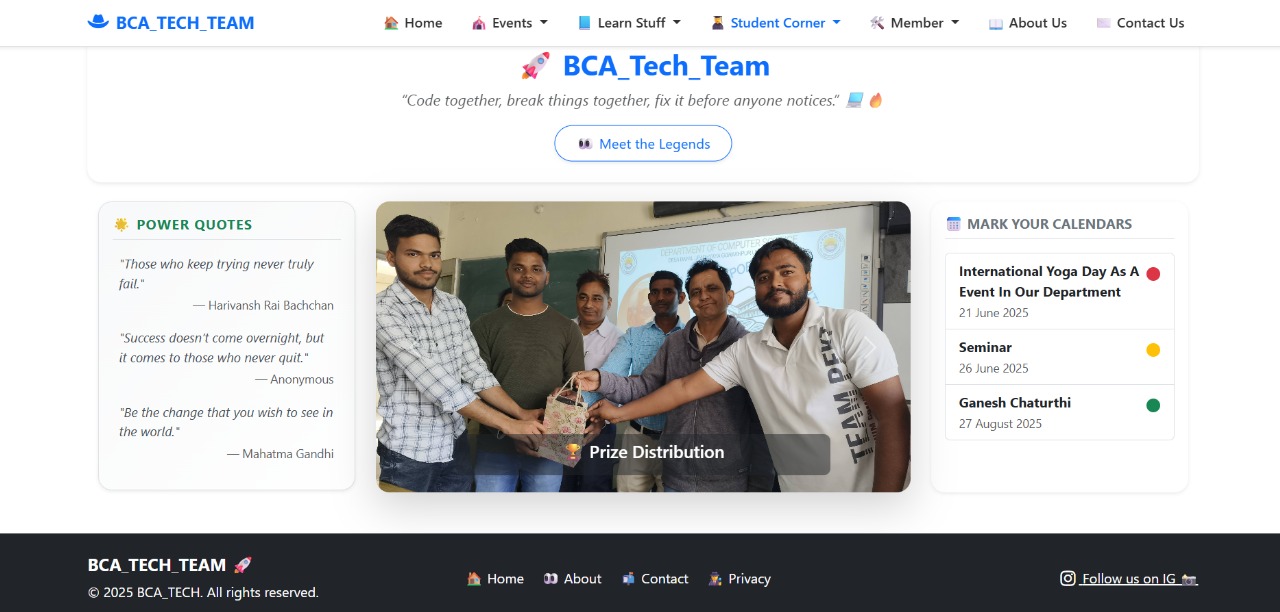 BCA_TECH_TEAM
Home
Events
Learn Stuff
Student Corner
Member
About Us
Contact Us
🚀 BCA_Tech_Team
“Code together, break things together, fix it before anyone notices.” 💻 🔥
👀 Meet the Legends
🌟 POWER QUOTES
"Those who keep trying never truly
fail."
— Harivansh Rai Bachchan
"Success doesn't come overnight, but
it comes to those who never quit."
— Anonymous
"Be the change that you wish to see in
the world."
— Mahatma Gandhi
DEPARTMENT OF COMPUTER
TEAM DEVI
🏆 Prize Distribution
MARK YOUR CALENDARS
International Yoga Day As A
Event In Our Department
21 June 2025
Seminar
26 June 2025
Ganesh Chaturthi
27 August 2025
BCA_TECH_TEAM 🚀
© 2025 BCA_TECH. All rights reserved.
Home
About
Contact
Privacy
Follow us on IG 📸